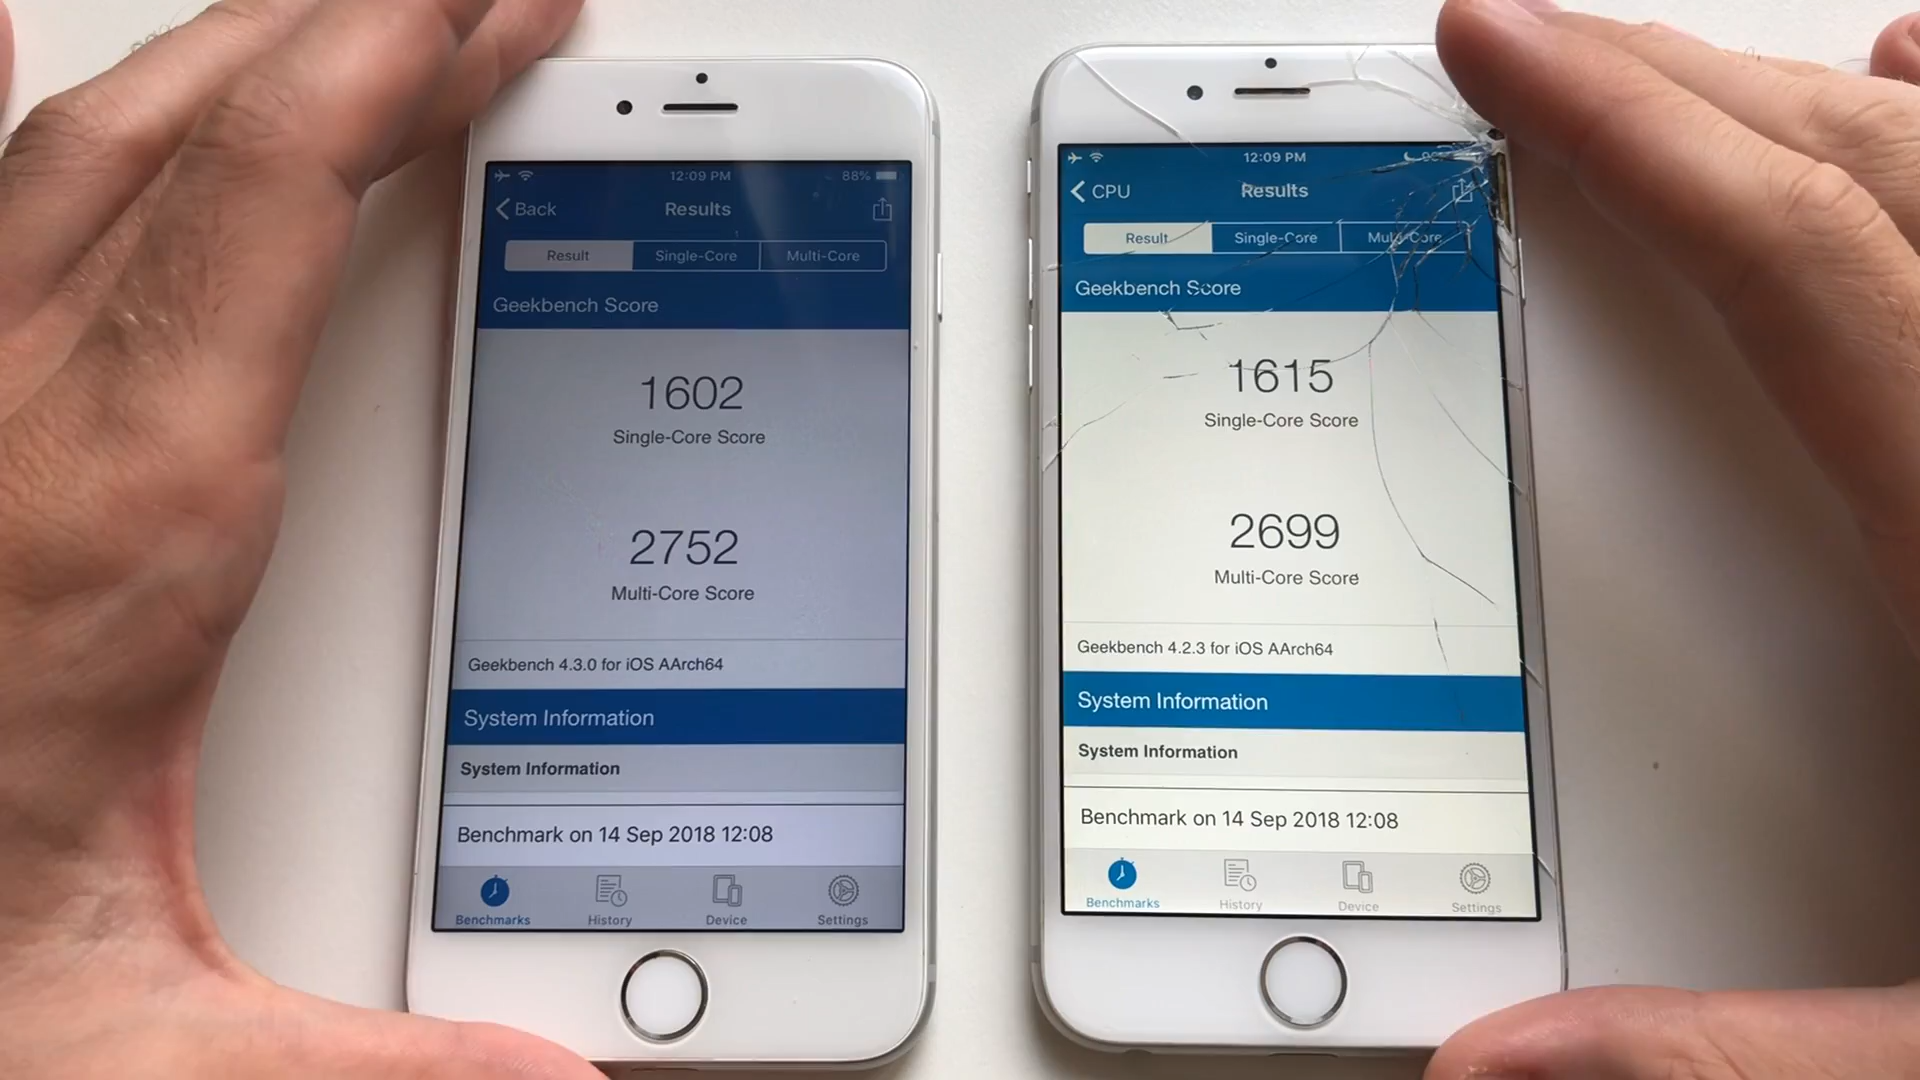 12:09 PM 88%
Back Results
Result Single-Core Multi-Core
Geekbench Score
1602
Single-Core Score
2752
Multi-Core Score
Geekbench 4.3.0 for iOS AArch64
System Information
System Information
Benchmark on 14 Sep 2018 12:08
Benchmarks History Device Settings
12:09 PM
CPU Results
Result Single-Core Multi-Core
Geekbench Score
1615
Single-Core Score
2699
Multi-Core Score
Geekbench 4.2.3 for iOS AArch64
System Information
System Information
Benchmark on 14 Sep 2018 12:08
Benchmarks History Device Settings